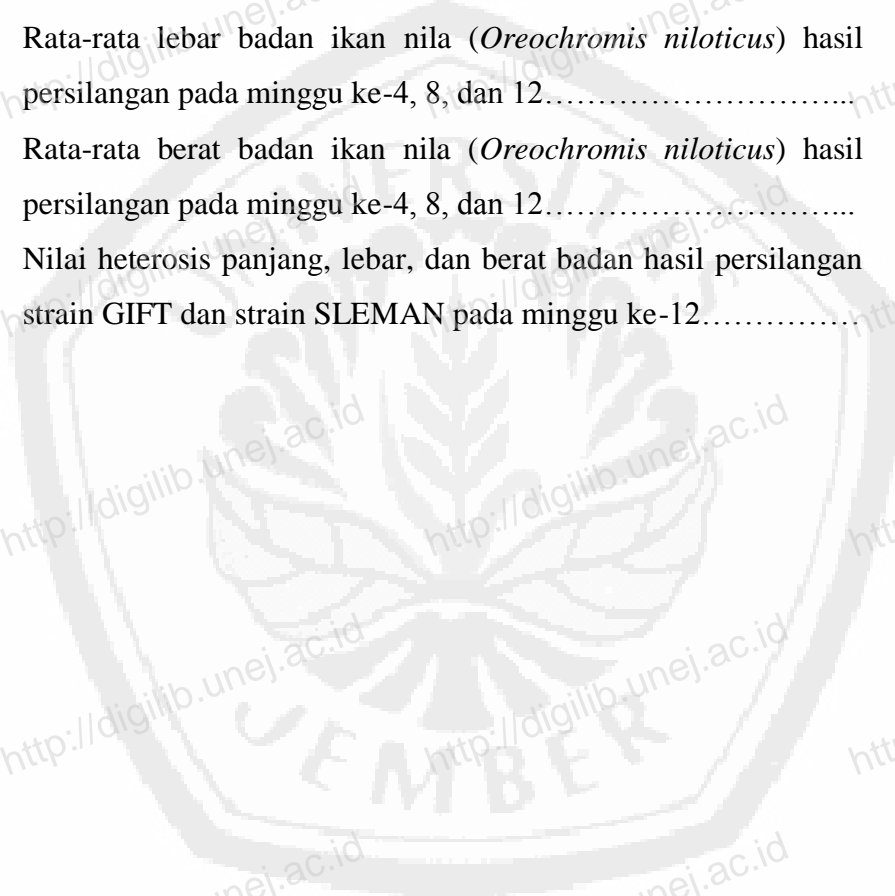 Rata-rata lebar badan ikan nila (Oreochromis niloticus) hasil
persilangan pada minggu ke-4, 8, dan 12………………………...
Rata-rata berat badan ikan nila (Oreochromis niloticus) hasil
persilangan pada minggu ke-4, 8, dan 12………………………...
Nilai heterosis panjang, lebar, dan berat badan hasil persilangan
strain GIFT dan strain SLEMAN pada minggu ke-12……………
http://digilib.unej.ac.id
http://digilib.unej.ac.id
http://digilib.unej.ac.id
http://digilib.unej.ac.id
http://digilib.unej.ac.id
http://digilib.unej.ac.id
JEMBER